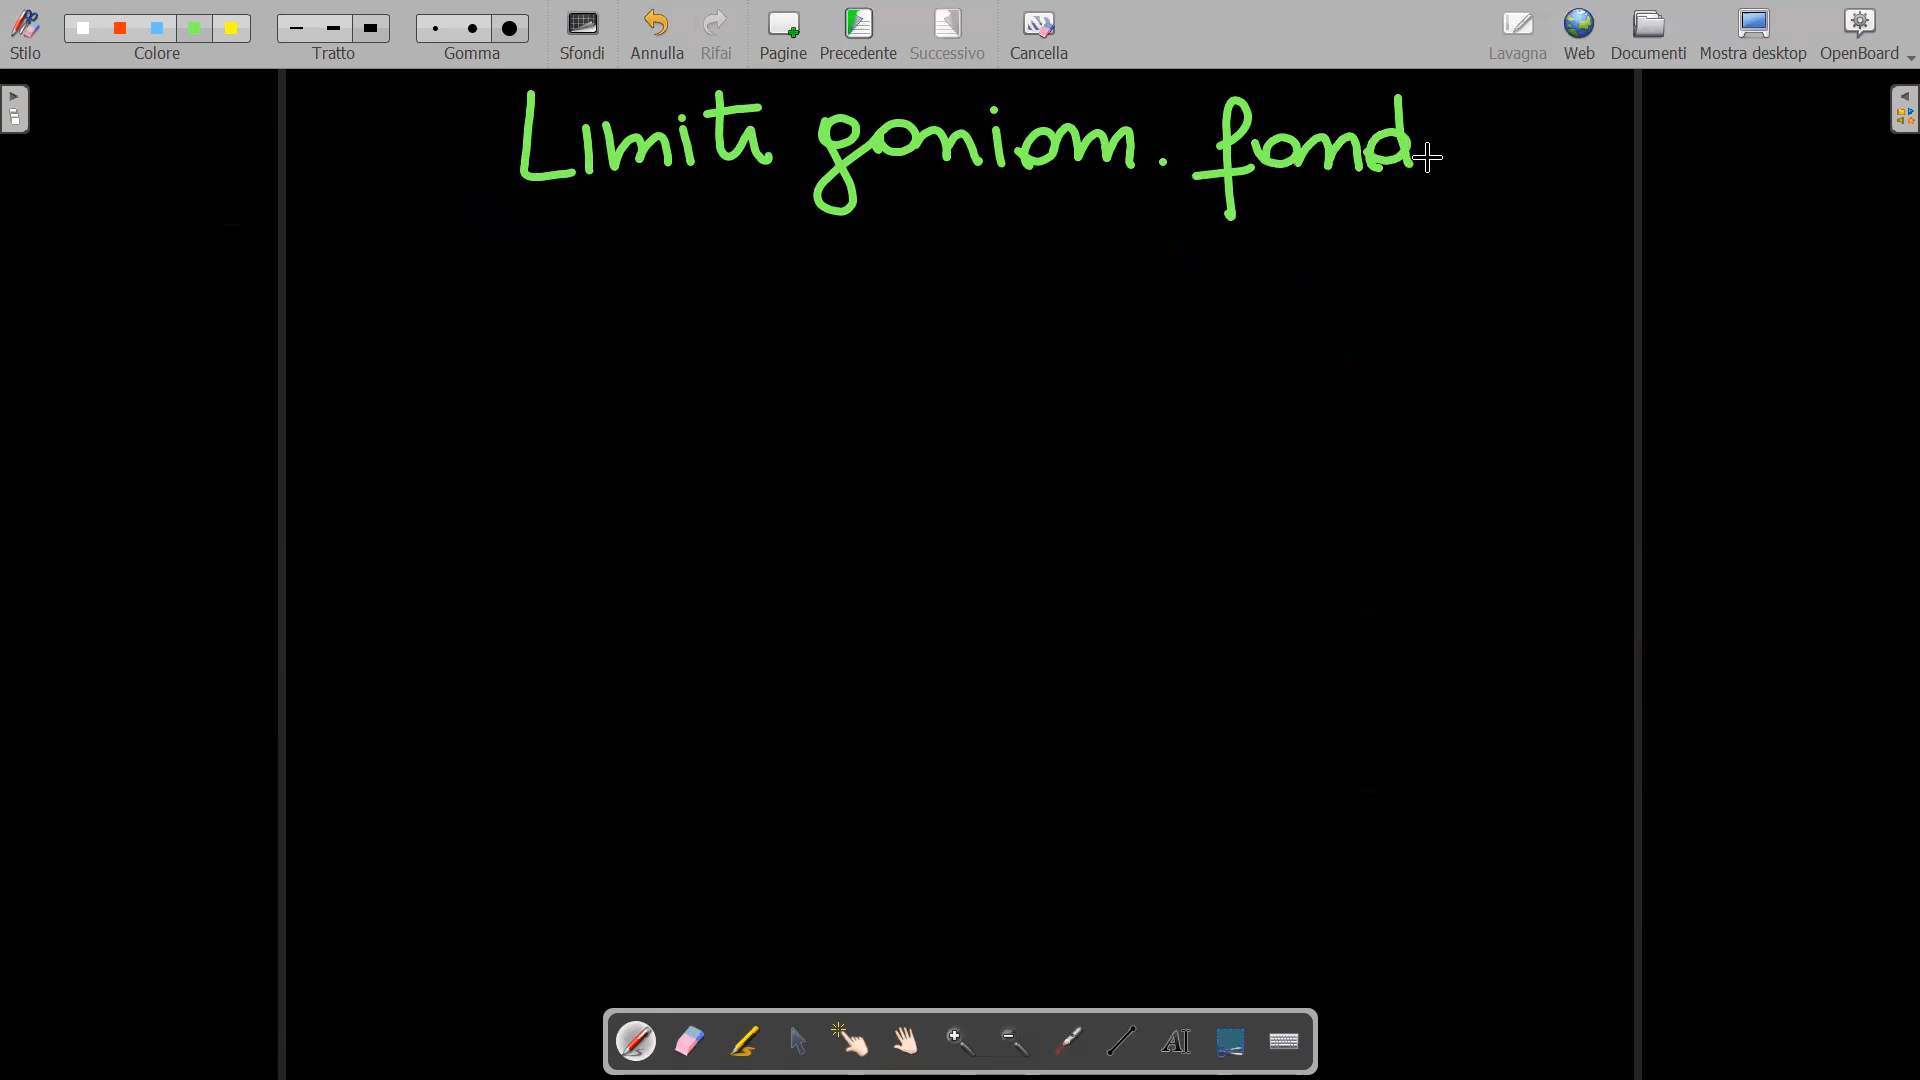 Stilo Colore Tratto Gomma Sfondi Annulla Rifai Pagine Precedente Successivo Cancella Lavagna Web Documenti Mostra desktop OpenBoard
Limiti goniom. fond
AI